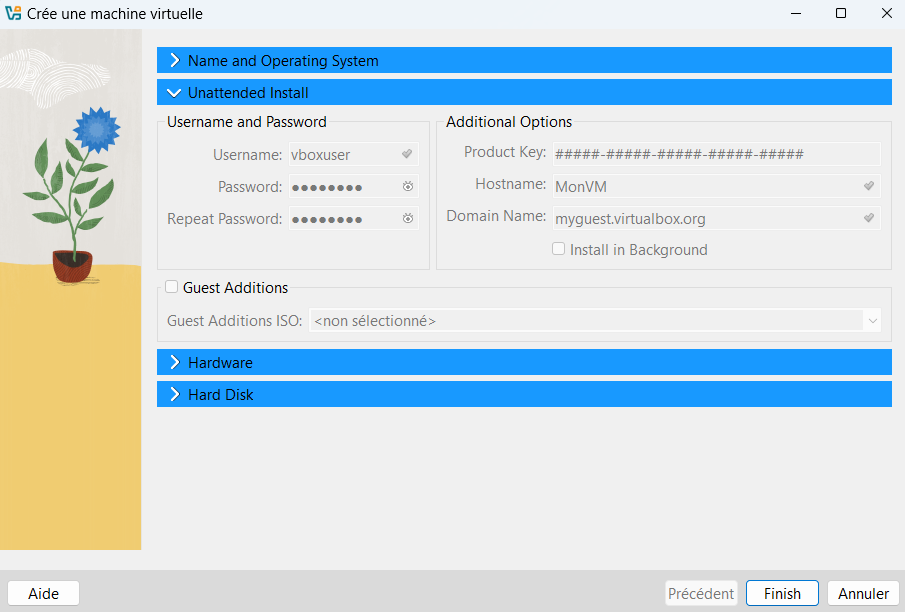 Crée une machine virtuelle
Name and Operating System
Unattended Install
Username and Password
Username: vboxuser
Password: ●●●●●●●●
Repeat Password: ●●●●●●●●
Additional Options
Product Key: #####-#####-#####-#####-#####
Hostname: MonVM
Domain Name: myguest.virtualbox.org
Install in Background
Guest Additions
Guest Additions ISO: <non sélectionné>
Hardware
Hard Disk
Aide Précédent Finish Annuler